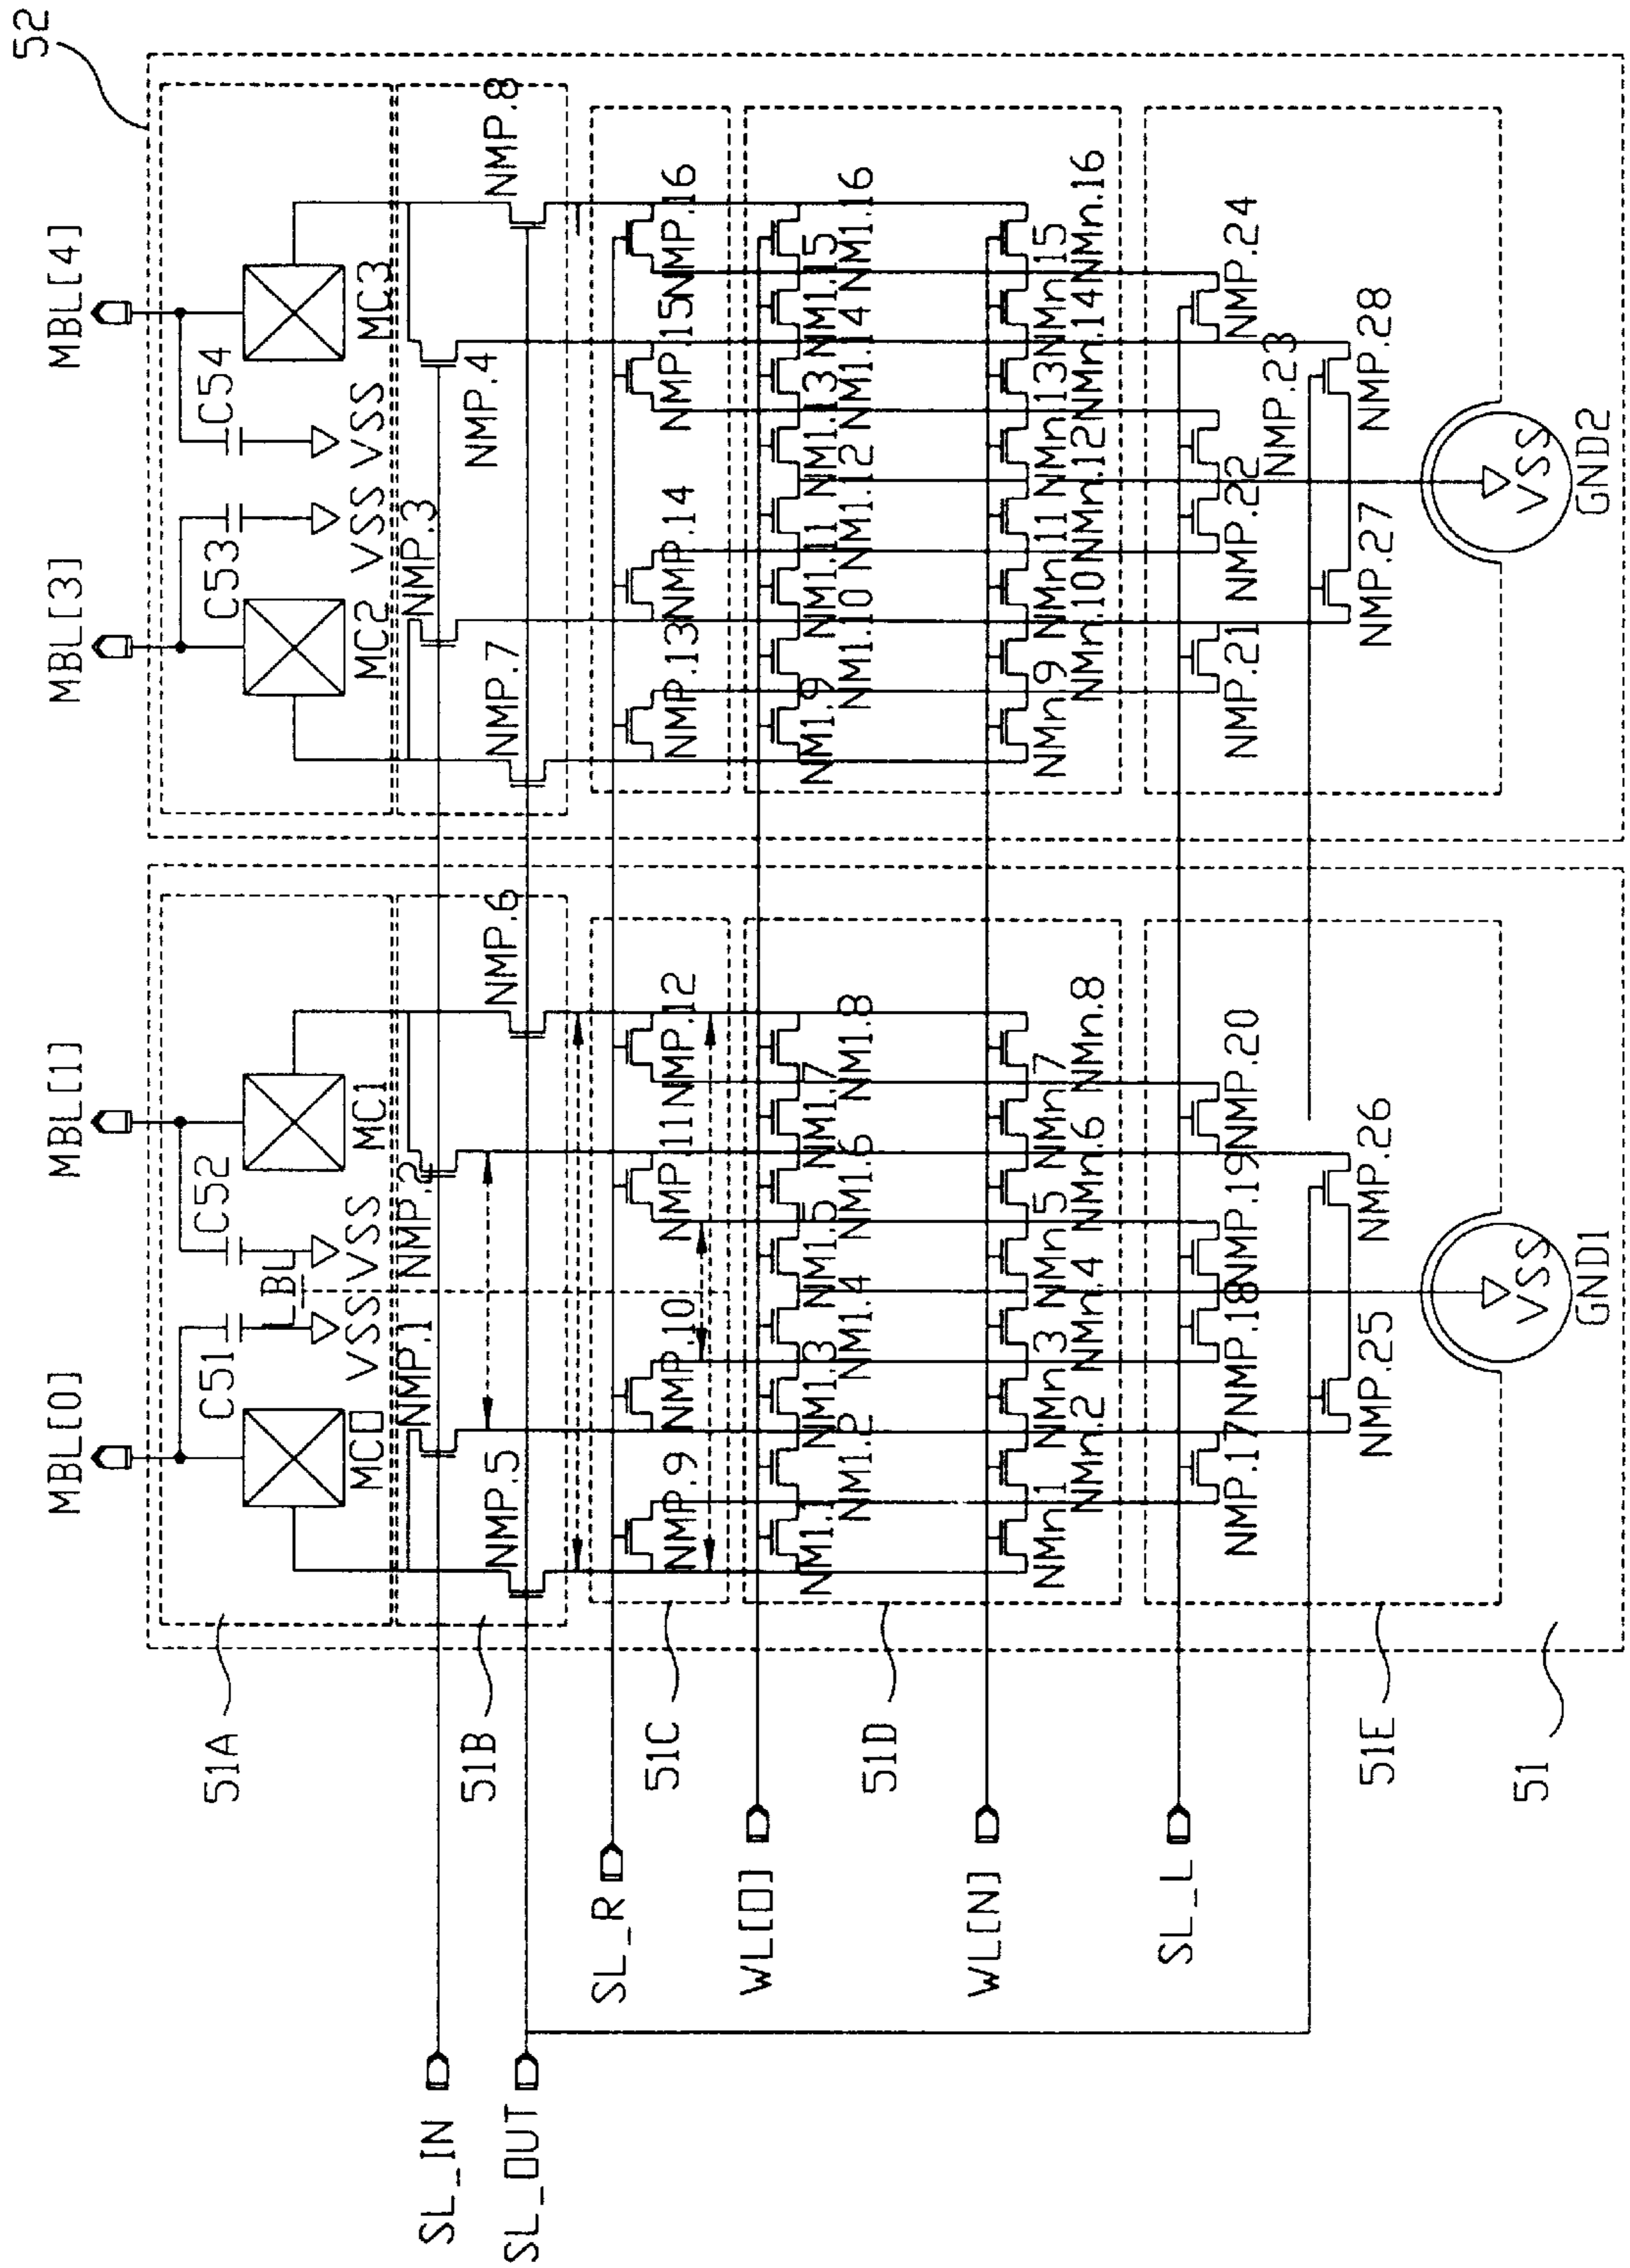 52
MBL[0]
MBL[1]
MBL[3]
MBL[4]
51A
C51
C52
C53
C54
MC0
LBL
MC1
MC2
MC3
VSS
VSS
VSS
VSS
SL_IN
NMP.1
NMP.2
NMP.3
NMP.4
51B
SL_OUT
NMP.5
NMP.6
NMP.7
NMP.8
SL_R
51C
NMP.9
NMP.10
NMP.11
NMP.12
NMP.13
NMP.14
NMP.15
NMP.16
WL[0]
NM1.1
NM1.2
NM1.3
NM1.4
NM1.5
NM1.6
NM1.7
NM1.8
NM1.9
NM1.10
NM1.11
NM1.12
NM1.13
NM1.14
NM1.15
NM1.16
51D
WL[N]
NMn.1
NMn.2
NMn.3
NMn.4
NMn.5
NMn.6
NMn.7
NMn.8
NMn.9
NMn.10
NMn.11
NMn.12
NMn.13
NMn.14
NMn.15
NMn.16
SL_L
NMP.17
NMP.18
NMP.19
NMP.20
NMP.21
NMP.22
NMP.23
NMP.24
51E
NMP.25
NMP.26
NMP.27
NMP.28
51
VSS
VSS
GND1
GND2